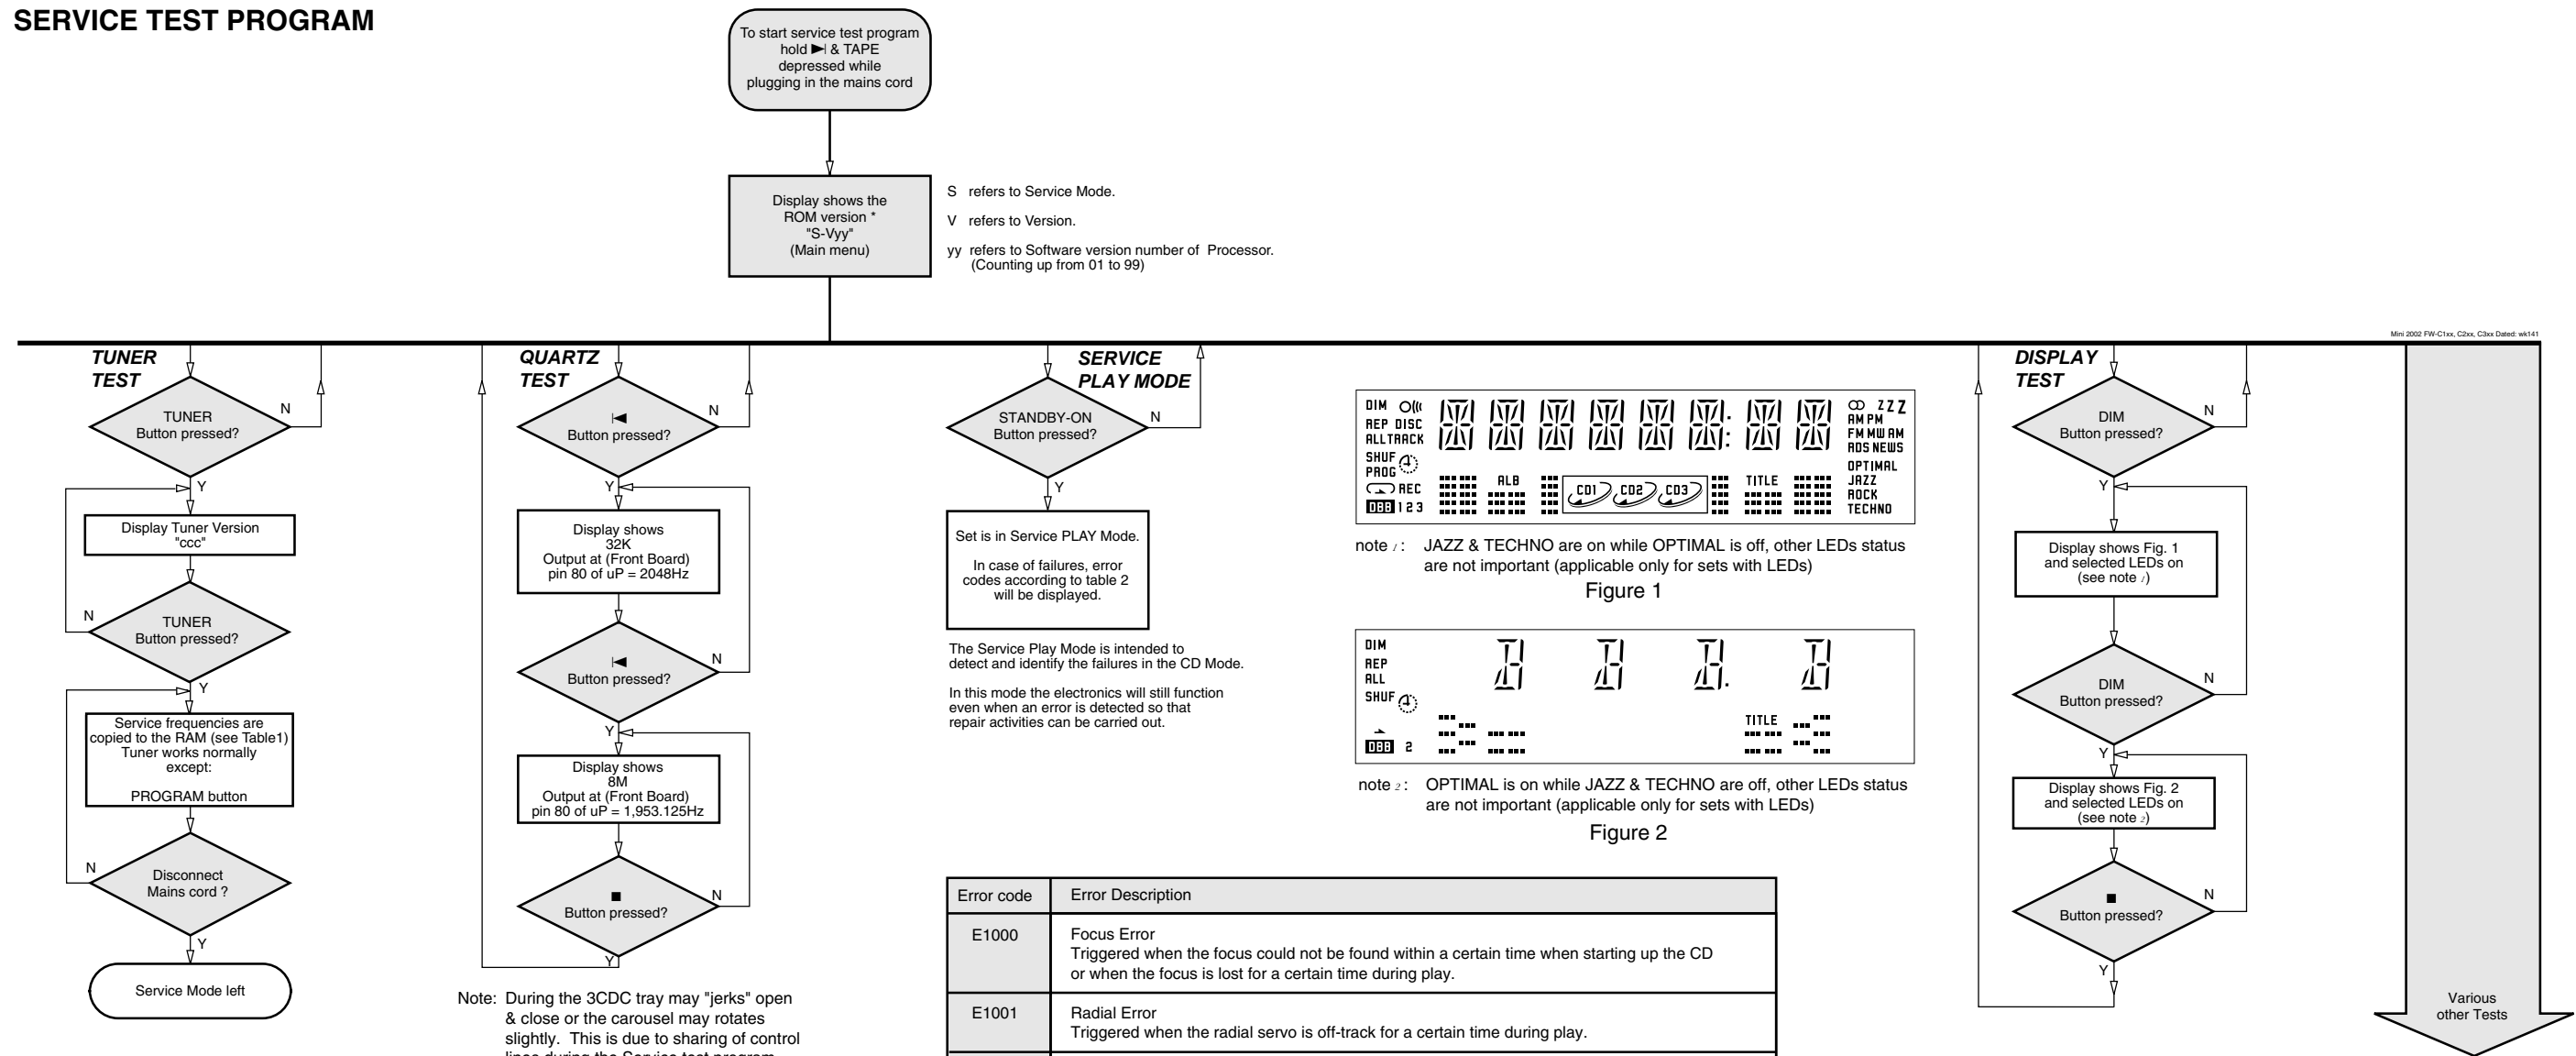 SERVICE TEST PROGRAM
To start service test program
hold ▶| & TAPE
depressed while
plugging in the mains cord
Display shows the
ROM version *
"S-Vyy"
(Main menu)
S refers to Service Mode.
V refers to Version.
yy refers to Software version number of Processor.
(Counting up from 01 to 99)
Mini 2002 FW-C1xx, C2xx, C3xx Dated: wk141
TUNER
TEST
TUNER
Button pressed?
N
Y
Display Tuner Version
"ccc"
TUNER
Button pressed?
N
Y
Service frequencies are
copied to the RAM (see Table1)
Tuner works normally
except:
PROGRAM button
Disconnect
Mains cord ?
N
Y
Service Mode left
QUARTZ
TEST
|◀
Button pressed?
N
Y
Display shows
32K
Output at (Front Board)
pin 80 of uP = 2048Hz
|◀
Button pressed?
N
Y
Display shows
8M
Output at (Front Board)
pin 80 of uP = 1,953.125Hz
■
Button pressed?
N
Y
Note: During the 3CDC tray may "jerks" open
& close or the carousel may rotates
slightly. This is due to sharing of control
lines during the Service test program
SERVICE
PLAY MODE
STANDBY-ON
Button pressed?
N
Y
Set is in Service PLAY Mode.
In case of failures, error
codes according to table 2
will be displayed.
The Service Play Mode is intended to
detect and identify the failures in the CD Mode.
In this mode the electronics will still function
even when an error is detected so that
repair activities can be carried out.
DIM
REP DISC
ALLTRACK
SHUF
PROG
REC
DBB 1 2 3
ALB
CD1 CD2 CD3
TITLE
Z Z Z
AM PM
FM MW AM
RDS NEWS
OPTIMAL
JAZZ
ROCK
TECHNO
note 1 : JAZZ & TECHNO are on while OPTIMAL is off, other LEDs status
are not important (applicable only for sets with LEDs)
Figure 1
DIM
REP
ALL
SHUF
DBB 2
TITLE
note 2 : OPTIMAL is on while JAZZ & TECHNO are off, other LEDs status
are not important (applicable only for sets with LEDs)
Figure 2
Error code Error Description
E1000 Focus Error
Triggered when the focus could not be found within a certain time when starting up the CD
or when the focus is lost for a certain time during play.
E1001 Radial Error
Triggered when the radial servo is off-track for a certain time during play.
DISPLAY
TEST
DIM
Button pressed?
N
Y
Display shows Fig. 1
and selected LEDs on
(see note 1)
DIM
Button pressed?
N
Y
Display shows Fig. 2
and selected LEDs on
(see note 2)
■
Button pressed?
N
Y
Various
other Tests